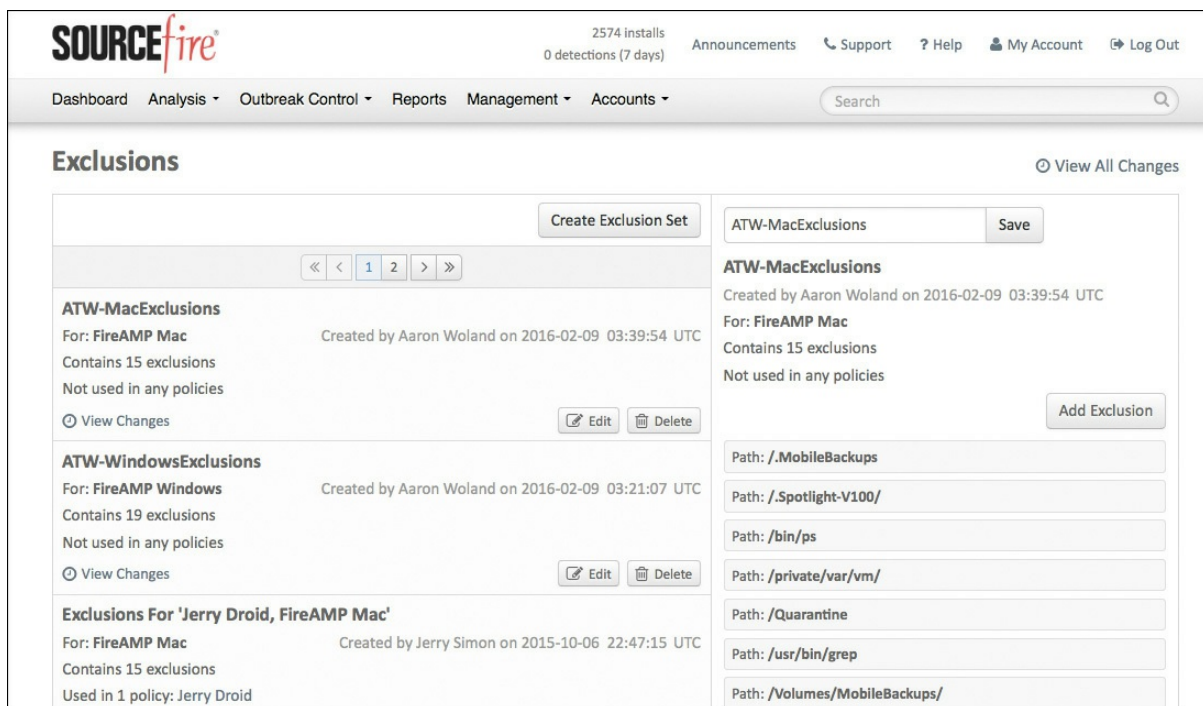 SOURCEfire®
2574 installs
0 detections (7 days)
Announcements
Support
? Help
My Account
Log Out
Dashboard
Analysis
Outbreak Control
Reports
Management
Accounts
Search
Exclusions
View All Changes
Create Exclusion Set
« < 1 2 > »
ATW-MacExclusions
For: FireAMP Mac
Created by Aaron Woland on 2016-02-09 03:39:54 UTC
Contains 15 exclusions
Not used in any policies
View Changes
Edit
Delete
ATW-WindowsExclusions
For: FireAMP Windows
Created by Aaron Woland on 2016-02-09 03:21:07 UTC
Contains 19 exclusions
Not used in any policies
View Changes
Edit
Delete
Exclusions For 'Jerry Droid, FireAMP Mac'
For: FireAMP Mac
Created by Jerry Simon on 2015-10-06 22:47:15 UTC
Contains 15 exclusions
Used in 1 policy: Jerry Droid
ATW-MacExclusions
Save
ATW-MacExclusions
Created by Aaron Woland on 2016-02-09 03:39:54 UTC
For: FireAMP Mac
Contains 15 exclusions
Not used in any policies
Add Exclusion
Path: /.MobileBackups
Path: /.Spotlight-V100/
Path: /bin/ps
Path: /private/var/vm/
Path: /Quarantine
Path: /usr/bin/grep
Path: /Volumes/MobileBackups/